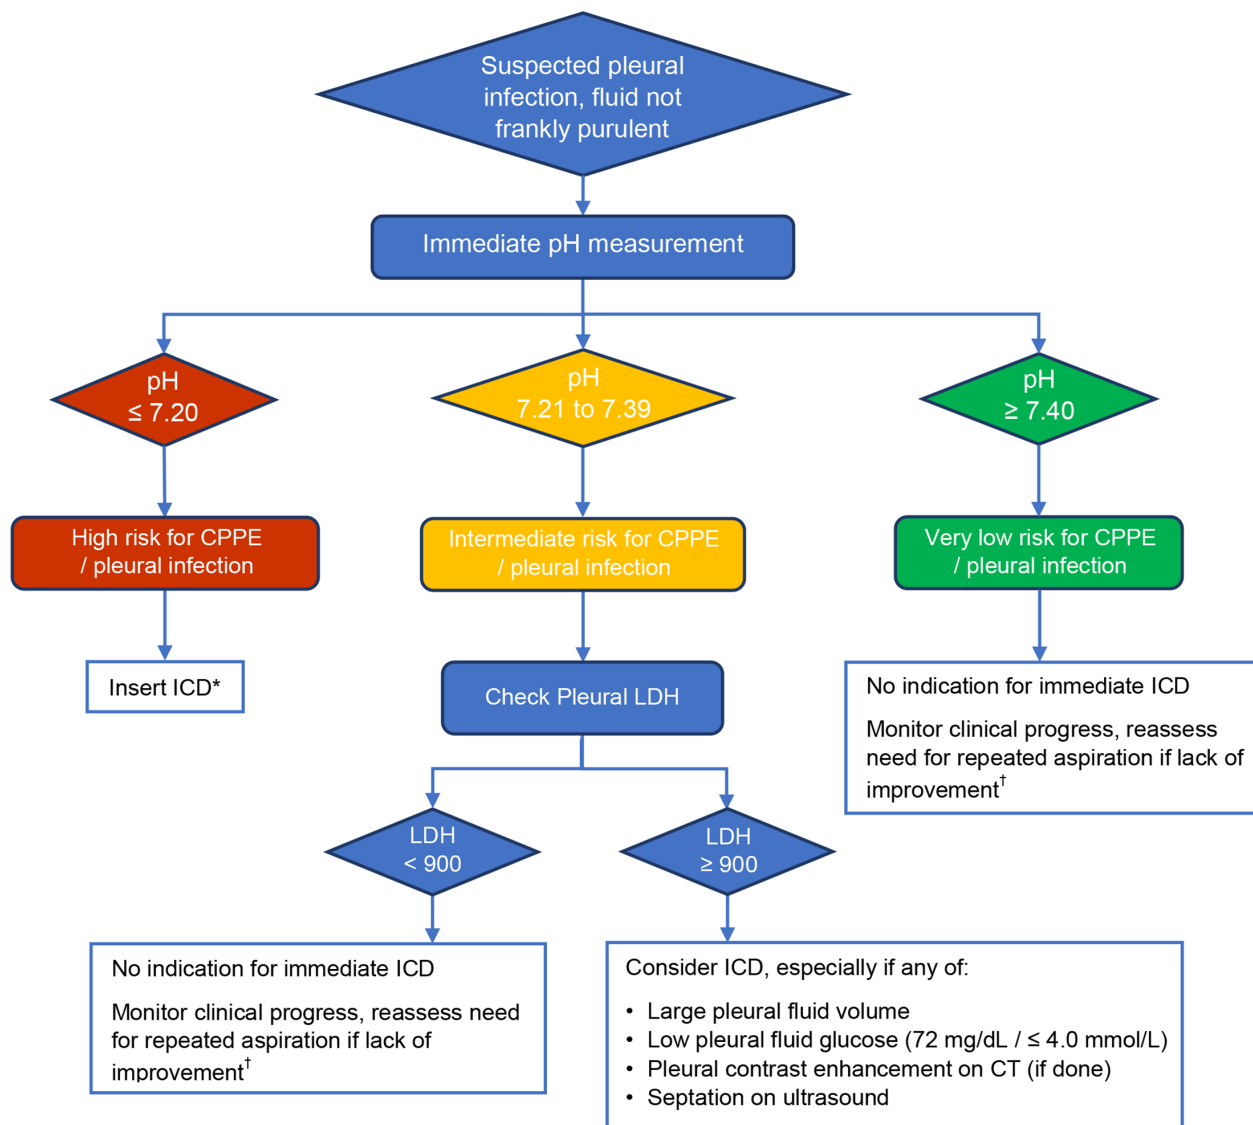 Suspected pleural
infection, fluid not
frankly purulent
Immediate pH measurement
pH
≤ 7.20
pH
7.21 to 7.39
pH
≥ 7.40
High risk for CPPE
/ pleural infection
Intermediate risk for CPPE
/ pleural infection
Very low risk for CPPE
/ pleural infection
Insert ICD*
Check Pleural LDH
No indication for immediate ICD
Monitor clinical progress, reassess
need for repeated aspiration if lack of
improvement†
LDH
< 900
LDH
≥ 900
No indication for immediate ICD
Monitor clinical progress, reassess need
for repeated aspiration if lack of
improvement†
Consider ICD, especially if any of:
• Large pleural fluid volume
• Low pleural fluid glucose (72 mg/dL / ≤ 4.0 mmol/L)
• Pleural contrast enhancement on CT (if done)
• Septation on ultrasound